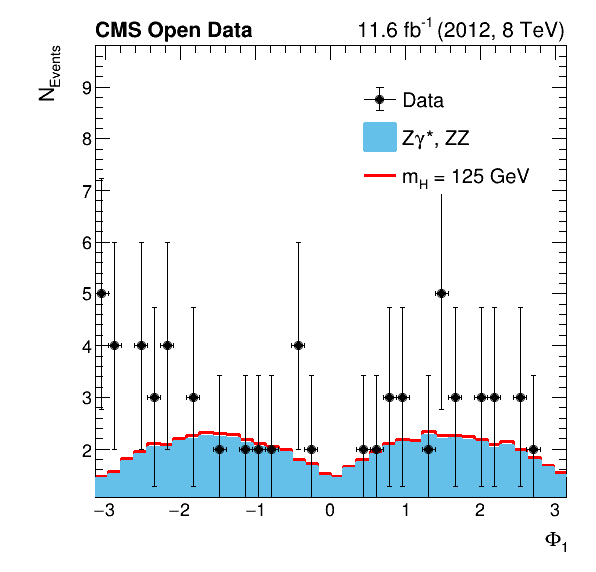 CMS Open Data 11.6 fb-1 (2012, 8 TeV)
NEvents
Data
Zγ*, ZZ
mH = 125 GeV
9
8
7
6
5
4
3
2
−3 −2 −1 0 1 2 3
Φ1